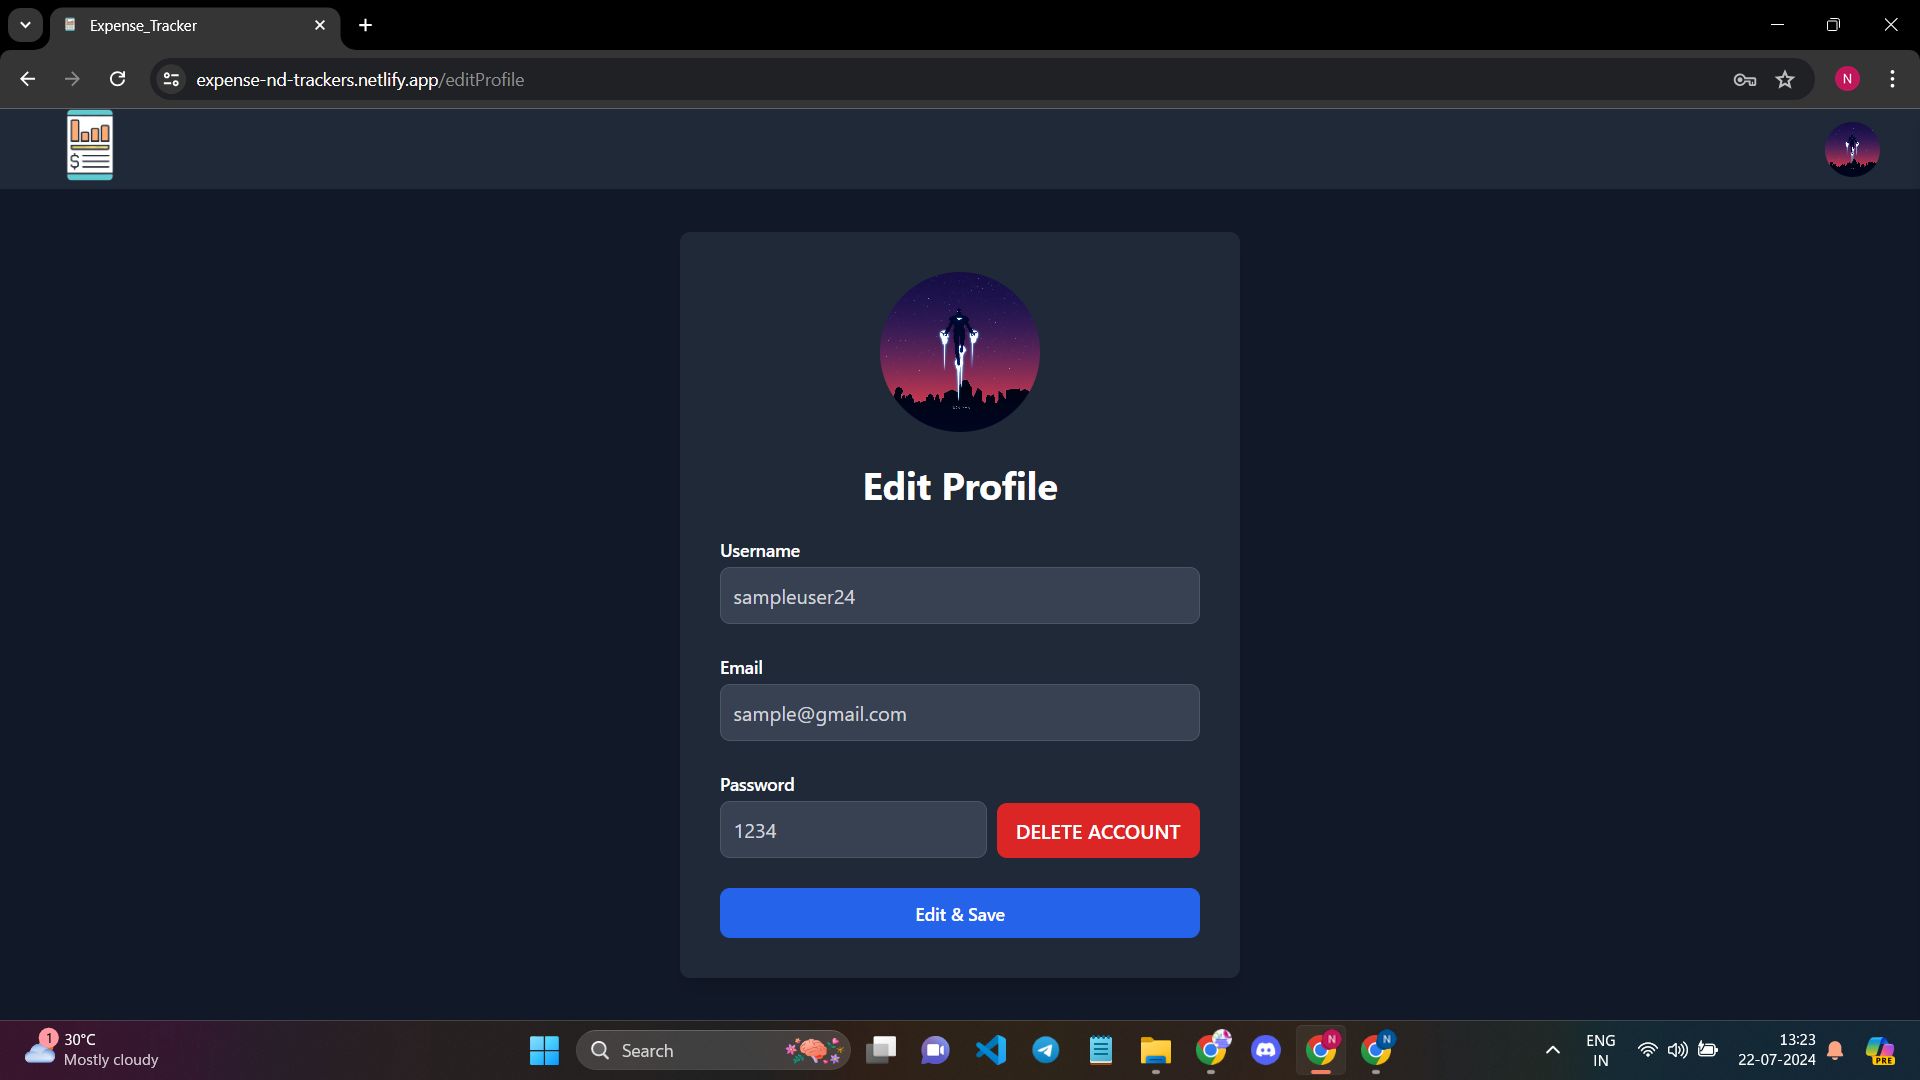 Expense_Tracker
expense-nd-trackers.netlify.app/editProfile
N
$
Edit Profile
Username
sampleuser24
Email
sample@gmail.com
Password
1234
DELETE ACCOUNT
Edit & Save
1
30°C
Mostly cloudy
Search
N
N
ENG
IN
13:23
22-07-2024
PRE